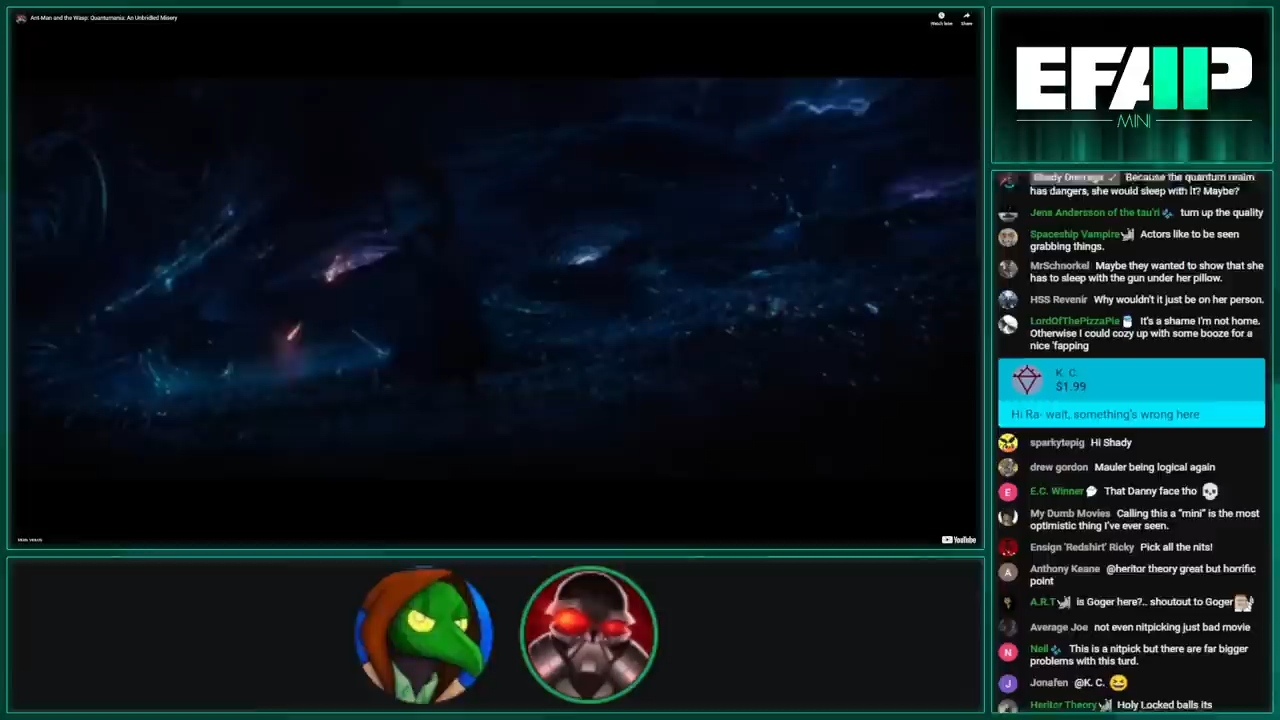 Ant-Man and the Wasp: Quantumania: An Unbridled Misery
Watch later
Share
EFAP
MINI
Because the quantum realm
has dangers, she would sleep with it? Maybe?
Jens Andersson of the tau'ri turn up the quality
Spaceship Vampire Actors like to be seen
grabbing things.
MrSchnorkel Maybe they wanted to show that she
has to sleep with the gun under her pillow.
HSS Revenir Why wouldn't it just be on her person.
LordOfThePizzaPie It's a shame I'm not home.
Otherwise I could cozy up with some booze for a
nice 'fapping
K. C.
$1.99
Hi Ra- wait, something's wrong here
sparkytepig Hi Shady
drew gordon Mauler being logical again
E
E.C. Winner That Danny face tho
My Dumb Movies Calling this a "mini" is the most
optimistic thing I've ever seen.
Ensign 'Redshirt' Ricky Pick all the nits!
A
Anthony Keane @heritor theory great but horrific
point
A.R.T is Goger here?.. shoutout to Goger
Average Joe not even nitpicking just bad movie
N
Neil This is a nitpick but there are far bigger
problems with this turd.
J
Jonafen @K. C.
Heritor Theory Holy Locked balls its
MORE VIDEOS
YouTube